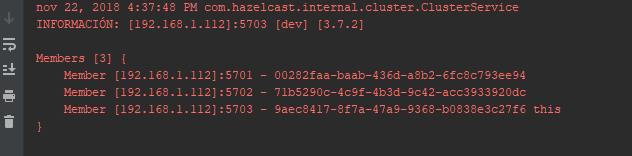 nov 22, 2018 4:37:48 PM com.hazelcast.internal.cluster.ClusterService
INFORMACIÓN: [192.168.1.112]:5703 [dev] [3.7.2]
Members [3] {
Member [192.168.1.112]:5701 - 00282faa-baab-436d-a8b2-6fc8c793ee94
Member [192.168.1.112]:5702 - 71b5290c-4c9f-4b3d-9c42-acc3933920dc
Member [192.168.1.112]:5703 - 9aec8417-8f7a-47a9-9368-b0838e3c27f6 this
}